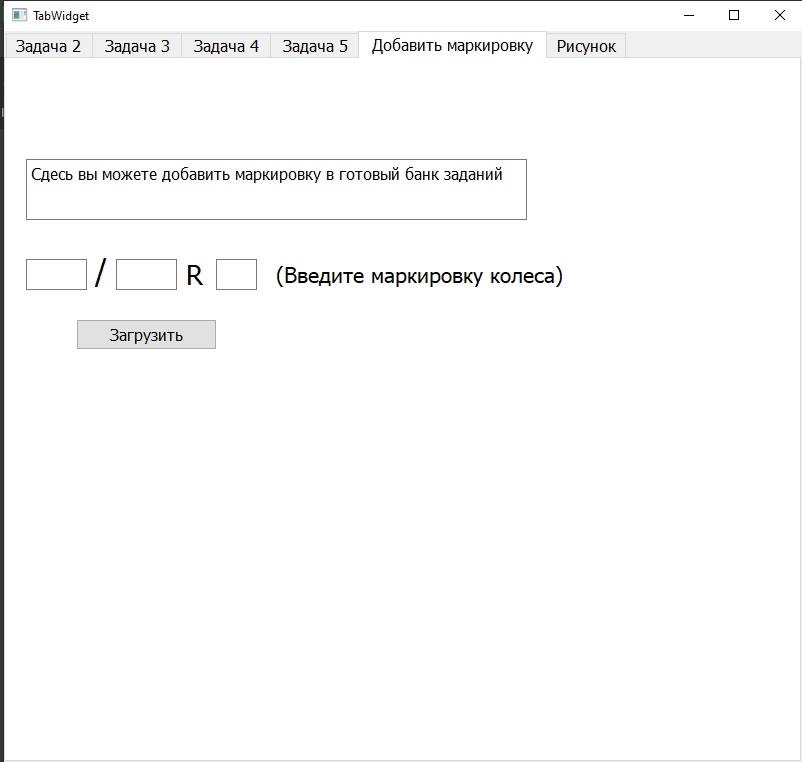 TabWidget
Задача 2 Задача 3 Задача 4 Задача 5 Добавить маркировку Рисунок
Сдесь вы можете добавить маркировку в готовый банк заданий
/ R (Введите маркировку колеса)
Загрузить